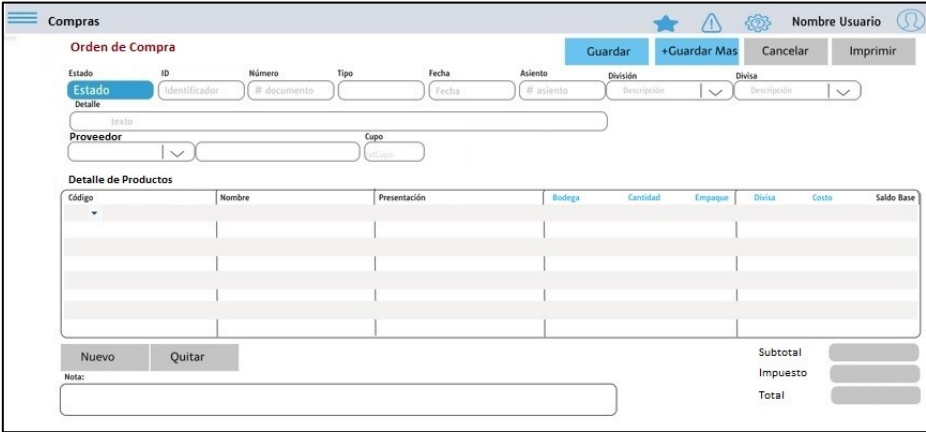 Compras
Nombre Usuario
Orden de Compra
Guardar
+Guardar Mas
Cancelar
Imprimir
Estado ID Número Tipo Fecha Asiento División Divisa
Estado Identificador # documento Fecha # asiento Descripción Descripción
Detalle
texto
Proveedor Cupo
Detalle de Productos
Código Nombre Presentación Bodega Cantidad Empaque Divisa Costo Saldo Base
Nuevo Quitar
Subtotal
Impuesto
Total
Nota: